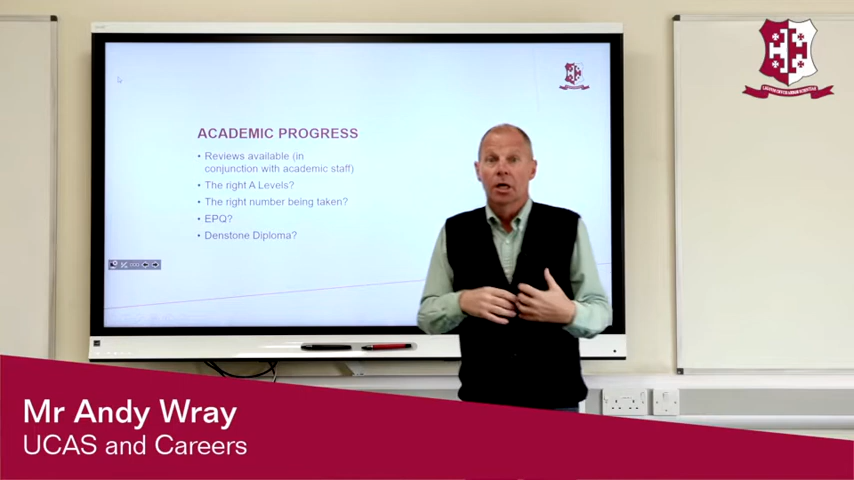 ACADEMIC PROGRESS
• Reviews available (in
conjunction with academic staff)
• The right A Levels?
• The right number being taken?
• EPQ?
• Denstone Diploma?
Mr Andy Wray
UCAS and Careers